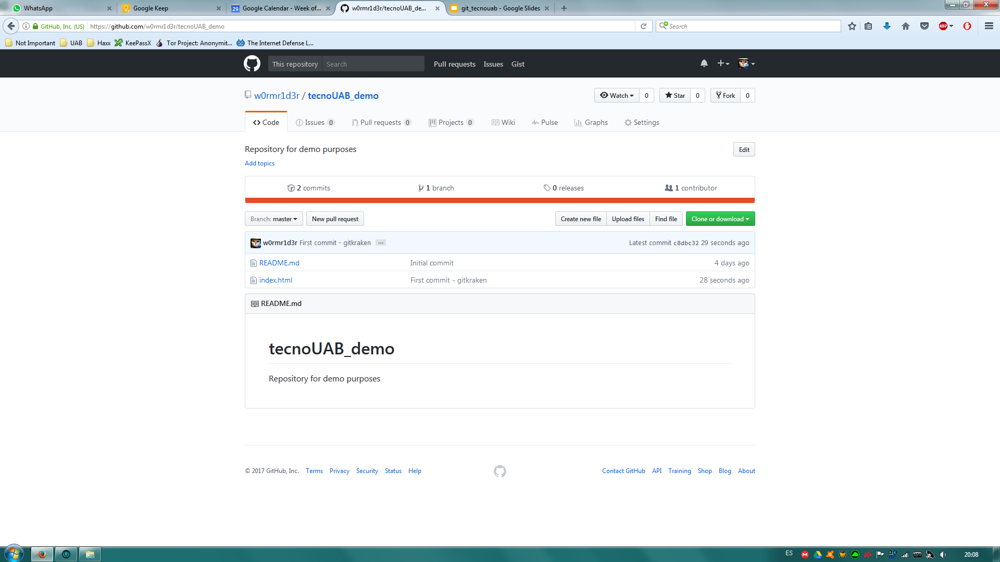 WhatsApp
Google Keep
Google Calendar - Week of...
w0rmr1d3r/tecnoUAB_de...
git_tecnouab - Google Slides
GitHub, Inc. (US) https://github.com/w0rmr1d3r/tecnoUAB_demo
Search
ABP
Not Important UAB Haxx KeePassX Tor Project: Anonymit... The Internet Defense L...
This repository Search Pull requests Issues Gist
w0rmr1d3r / tecnoUAB_demo
Watch 0 Star 0 Fork 0
Code Issues 0 Pull requests 0 Projects 0 Wiki Pulse Graphs Settings
Repository for demo purposes
Edit
Add topics
2 commits 1 branch 0 releases 1 contributor
Branch: master New pull request Create new file Upload files Find file Clone or download
w0rmr1d3r First commit - gitkraken ... Latest commit c8dbc32 29 seconds ago
README.md Initial commit 4 days ago
index.html First commit - gitkraken 28 seconds ago
README.md
tecnoUAB_demo
Repository for demo purposes
© 2017 GitHub, Inc. Terms Privacy Security Status Help Contact GitHub API Training Shop Blog About
ES 20:08